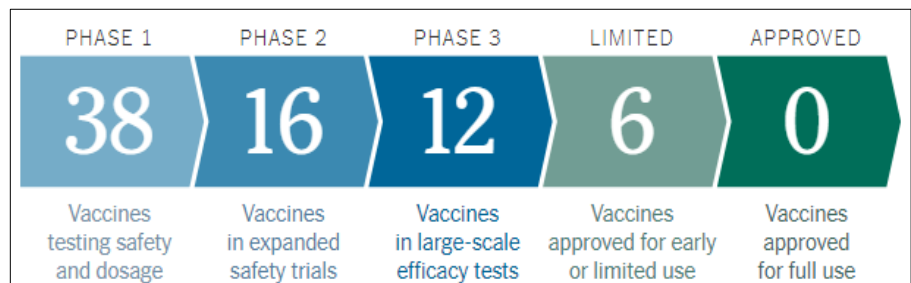 PHASE 1 PHASE 2 PHASE 3 LIMITED APPROVED
38 16 12 6 0
Vaccines testing safety and dosage
Vaccines in expanded safety trials
Vaccines in large-scale efficacy tests
Vaccines approved for early or limited use
Vaccines approved for full use